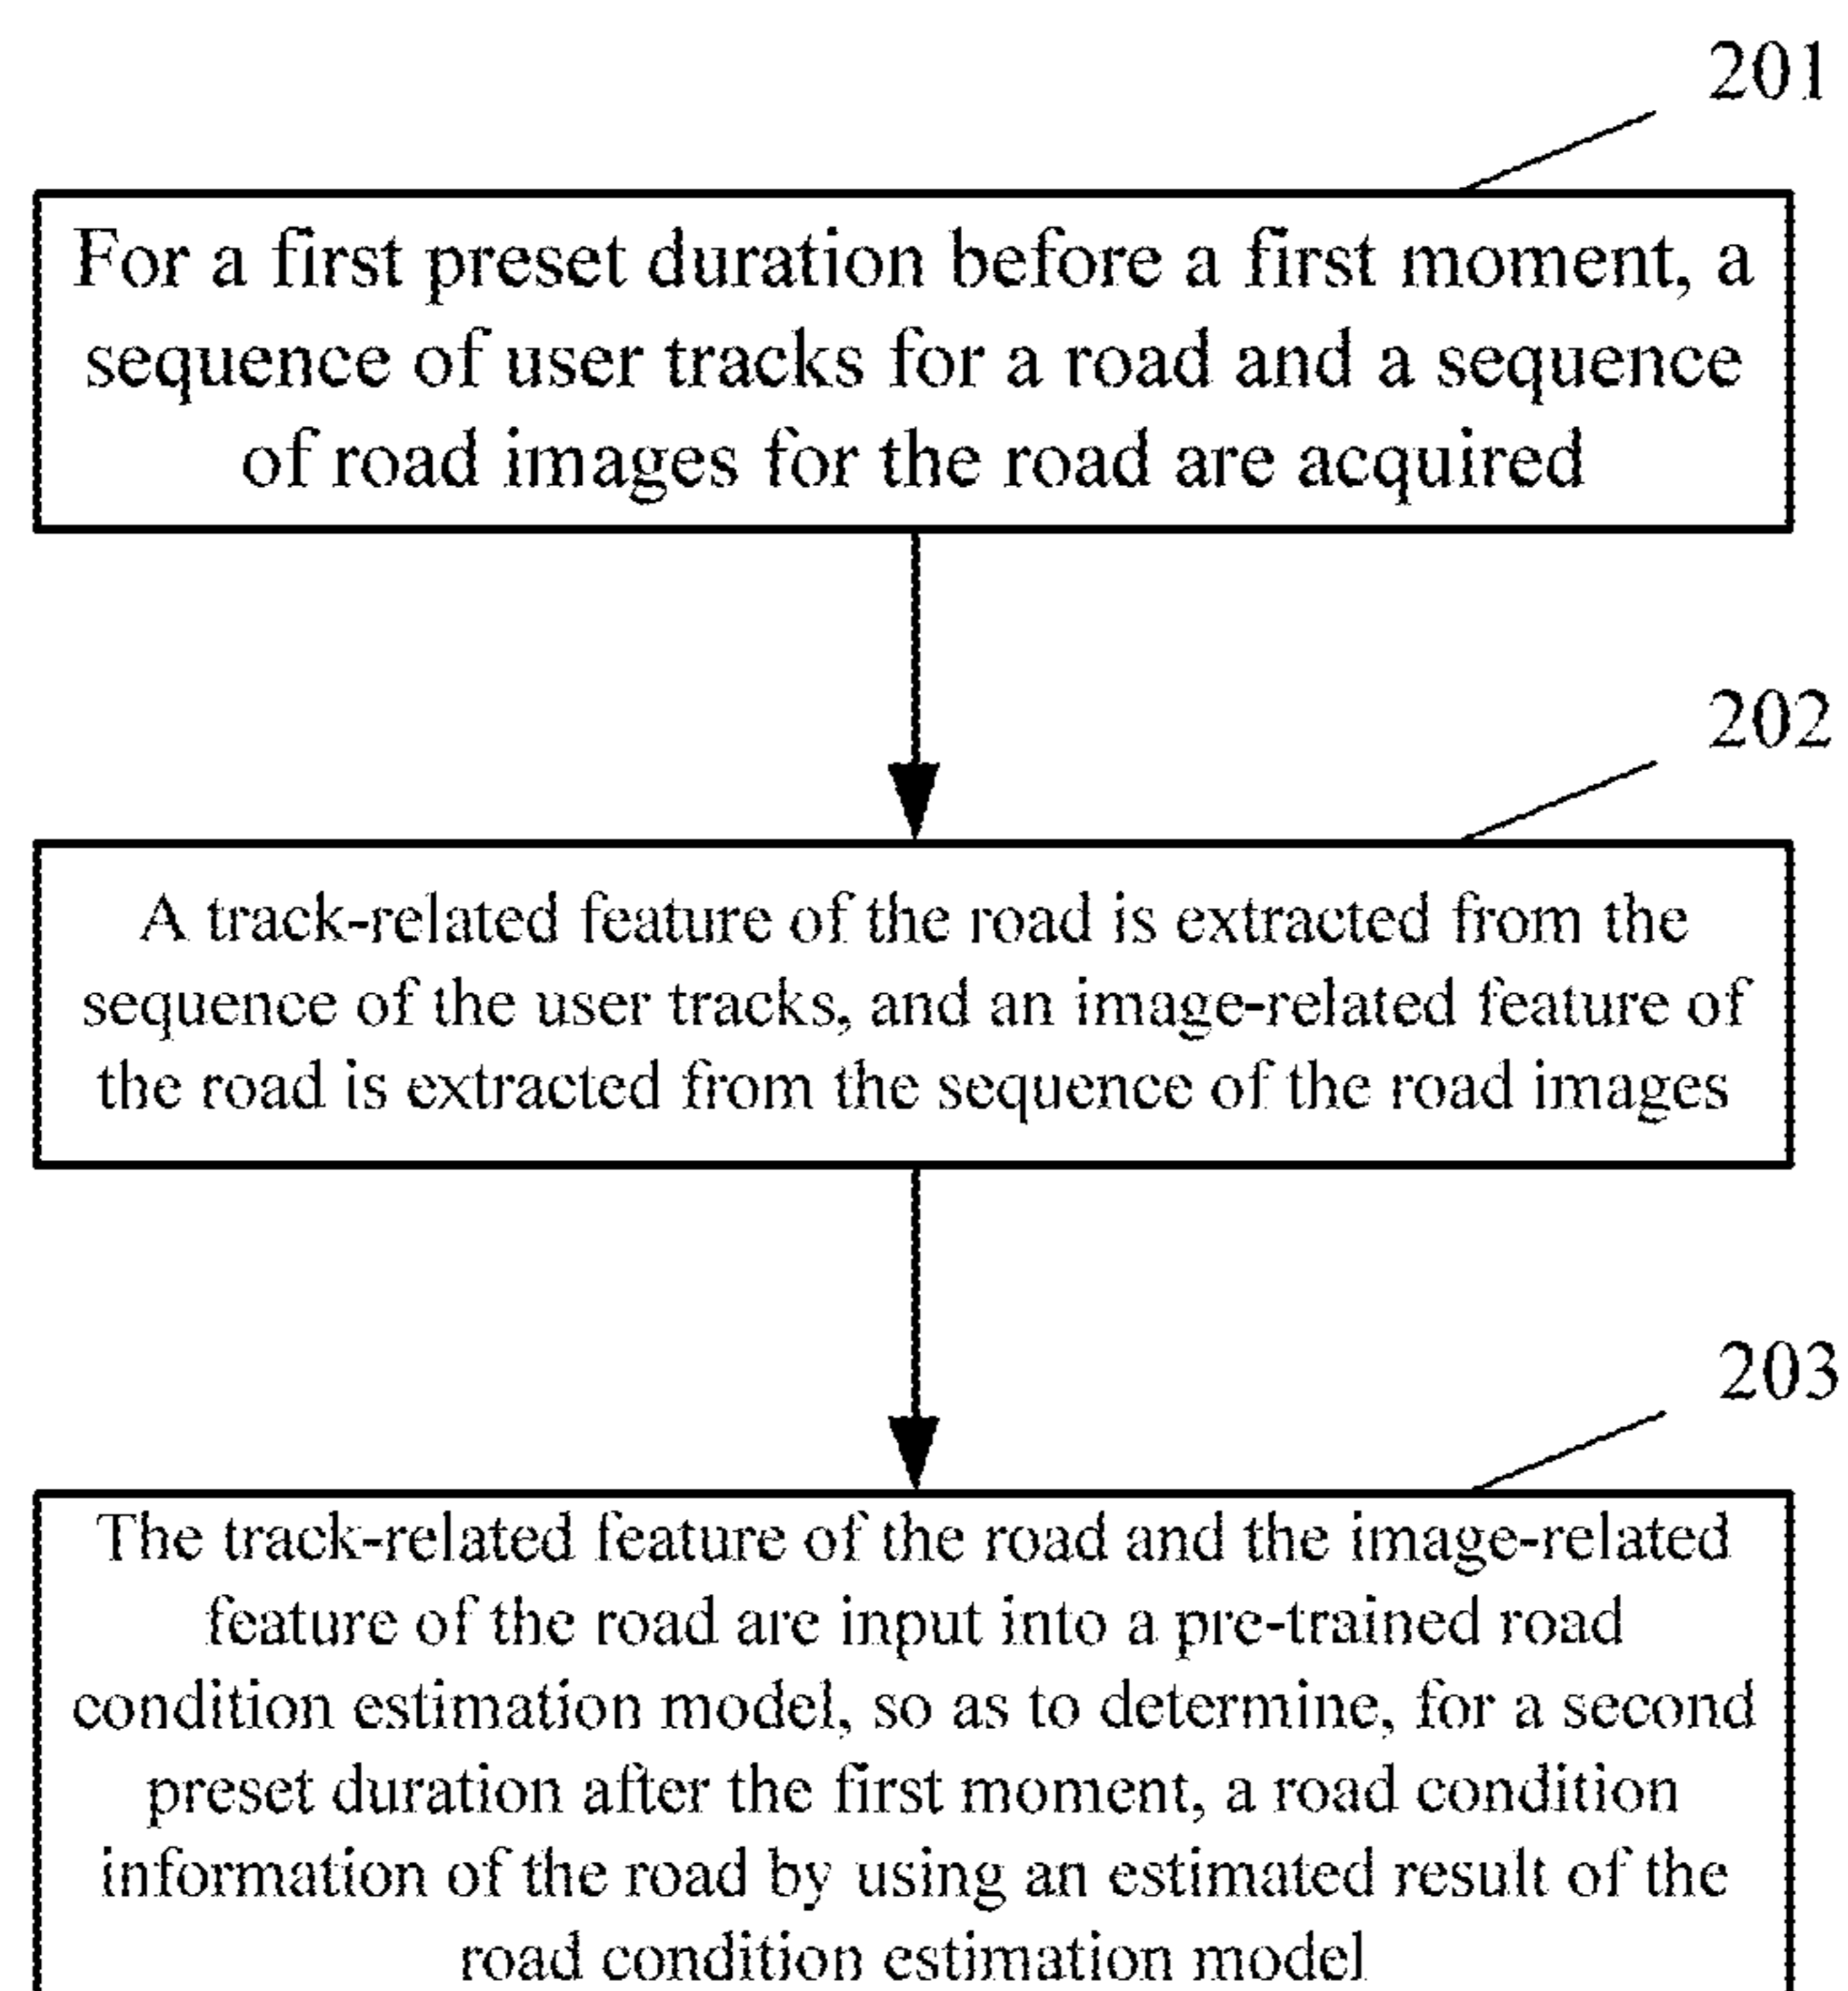 201
For a first preset duration before a first moment, a
sequence of user tracks for a road and a sequence
of road images for the road are acquired
202
A track-related feature of the road is extracted from the
sequence of the user tracks, and an image-related feature of
the road is extracted from the sequence of the road images
203
The track-related feature of the road and the image-related
feature of the road are input into a pre-trained road
condition estimation model, so as to determine, for a second
preset duration after the first moment, a road condition
information of the road by using an estimated result of the
road condition estimation model